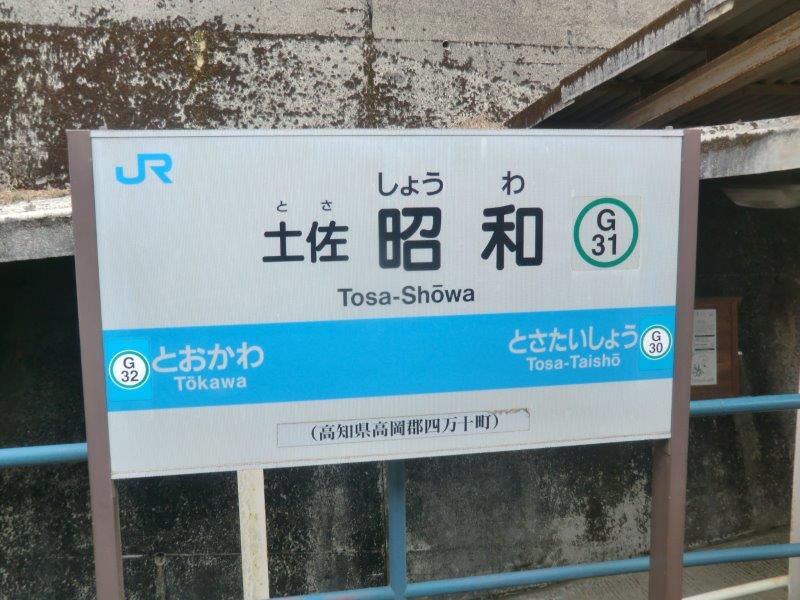 JR
とさ しょう わ
土佐 昭和
G
31
Tosa-Shōwa
G
32
とおかわ
Tōkawa
とさたいしょう
Tosa-Taishō
G
30
(高知県高岡郡四万十町)